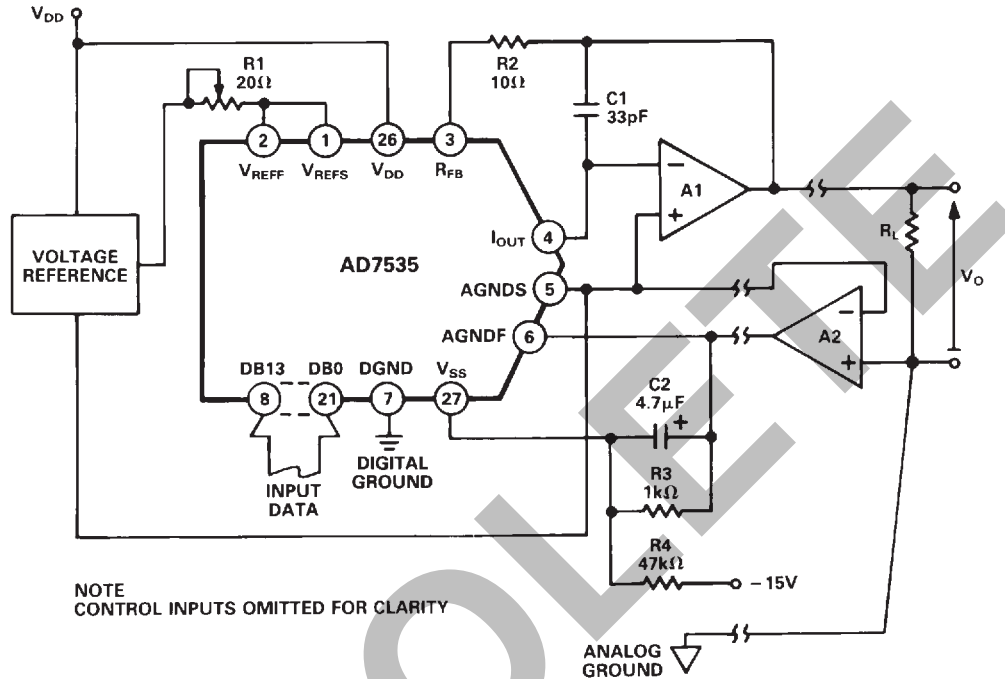 VDD
R1
20Ω
R2
10Ω
C1
33pF
2
1
26
3
VREFF
VREFS
VDD
RFB
A1
−
+
IOUT
4
RL
VO
VOLTAGE
REFERENCE
AD7535
AGNDS
5
AGNDF
6
A2
−
+
DB13
DB0
DGND
VSS
8
21
7
27
C2
4.7μF
+
DIGITAL
GROUND
INPUT
DATA
R3
1kΩ
R4
47kΩ
−15V
NOTE
CONTROL INPUTS OMITTED FOR CLARITY
ANALOG
GROUND
OLETE